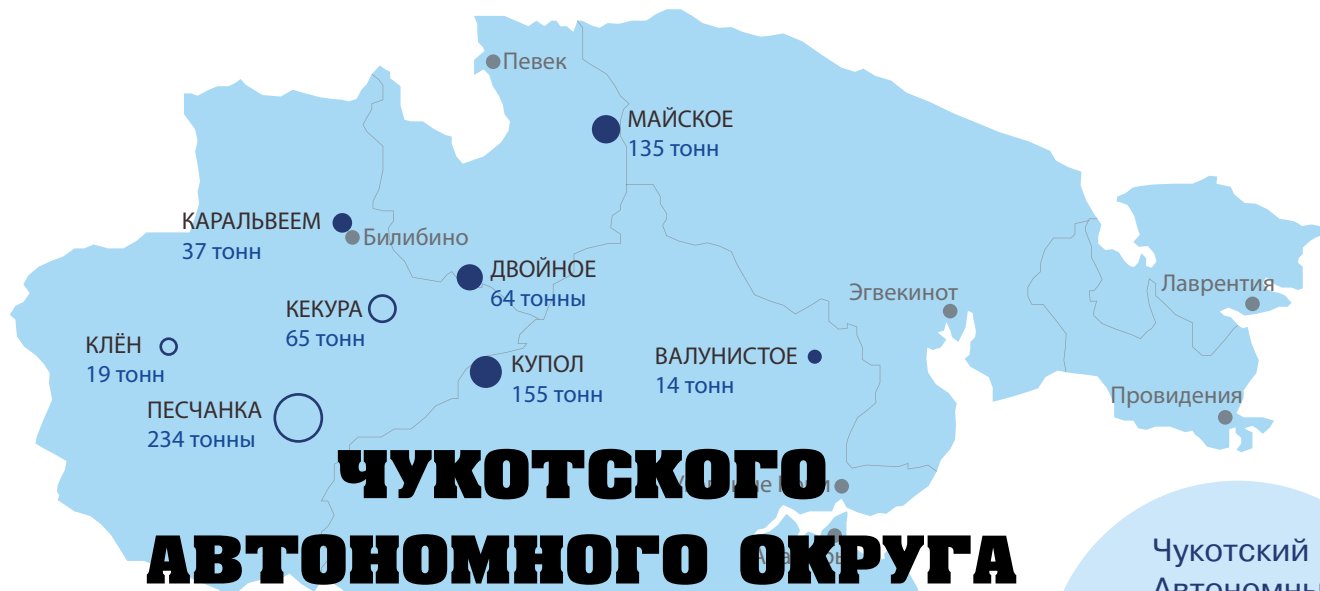 Певек
МАЙСКОЕ
135 тонн
КАРАЛЬВЕЕМ
37 тонн
Билибино
ДВОЙНОЕ
64 тонны
КЕКУРА
65 тонн
Эгвекинот
Лаврентия
КЛЁН
19 тонн
КУПОЛ
155 тонн
ВАЛУНИСТОЕ
14 тонн
Провидения
ПЕСЧАНКА
234 тонны
ЧУКОТСКОГО
АВТОНОМНОГО ОКРУГА
Чукотский